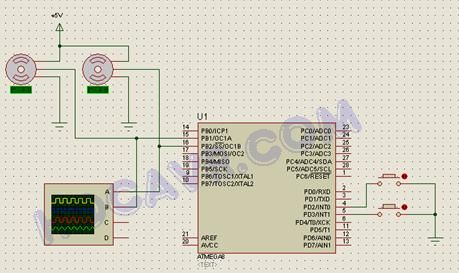 +5V
U1
14 PB0/ICP1 PC0/ADC0 23
15 PB1/OC1A PC1/ADC1 24
16 PB2/SS/OC1B PC2/ADC2 25
17 PB3/MOSI/OC2 PC3/ADC3 26
18 PB4/MISO PC4/ADC4/SDA 27
19 PB5/SCK PC5/ADC5/SCL 28
9 PB6/TOSC1/XTAL1 PC6/RESET 1
10 PB7/TOSC2/XTAL2
PD0/RXD 2
PD1/TXD 3
PD2/INT0 4
PD3/INT1 5
PD4/T0/XCK 6
PD5/T1 11
21 AREF PD6/AIN0 12
20 AVCC PD7/AIN1 13
ATMEGA8
<TEXT>
A
B
C
D